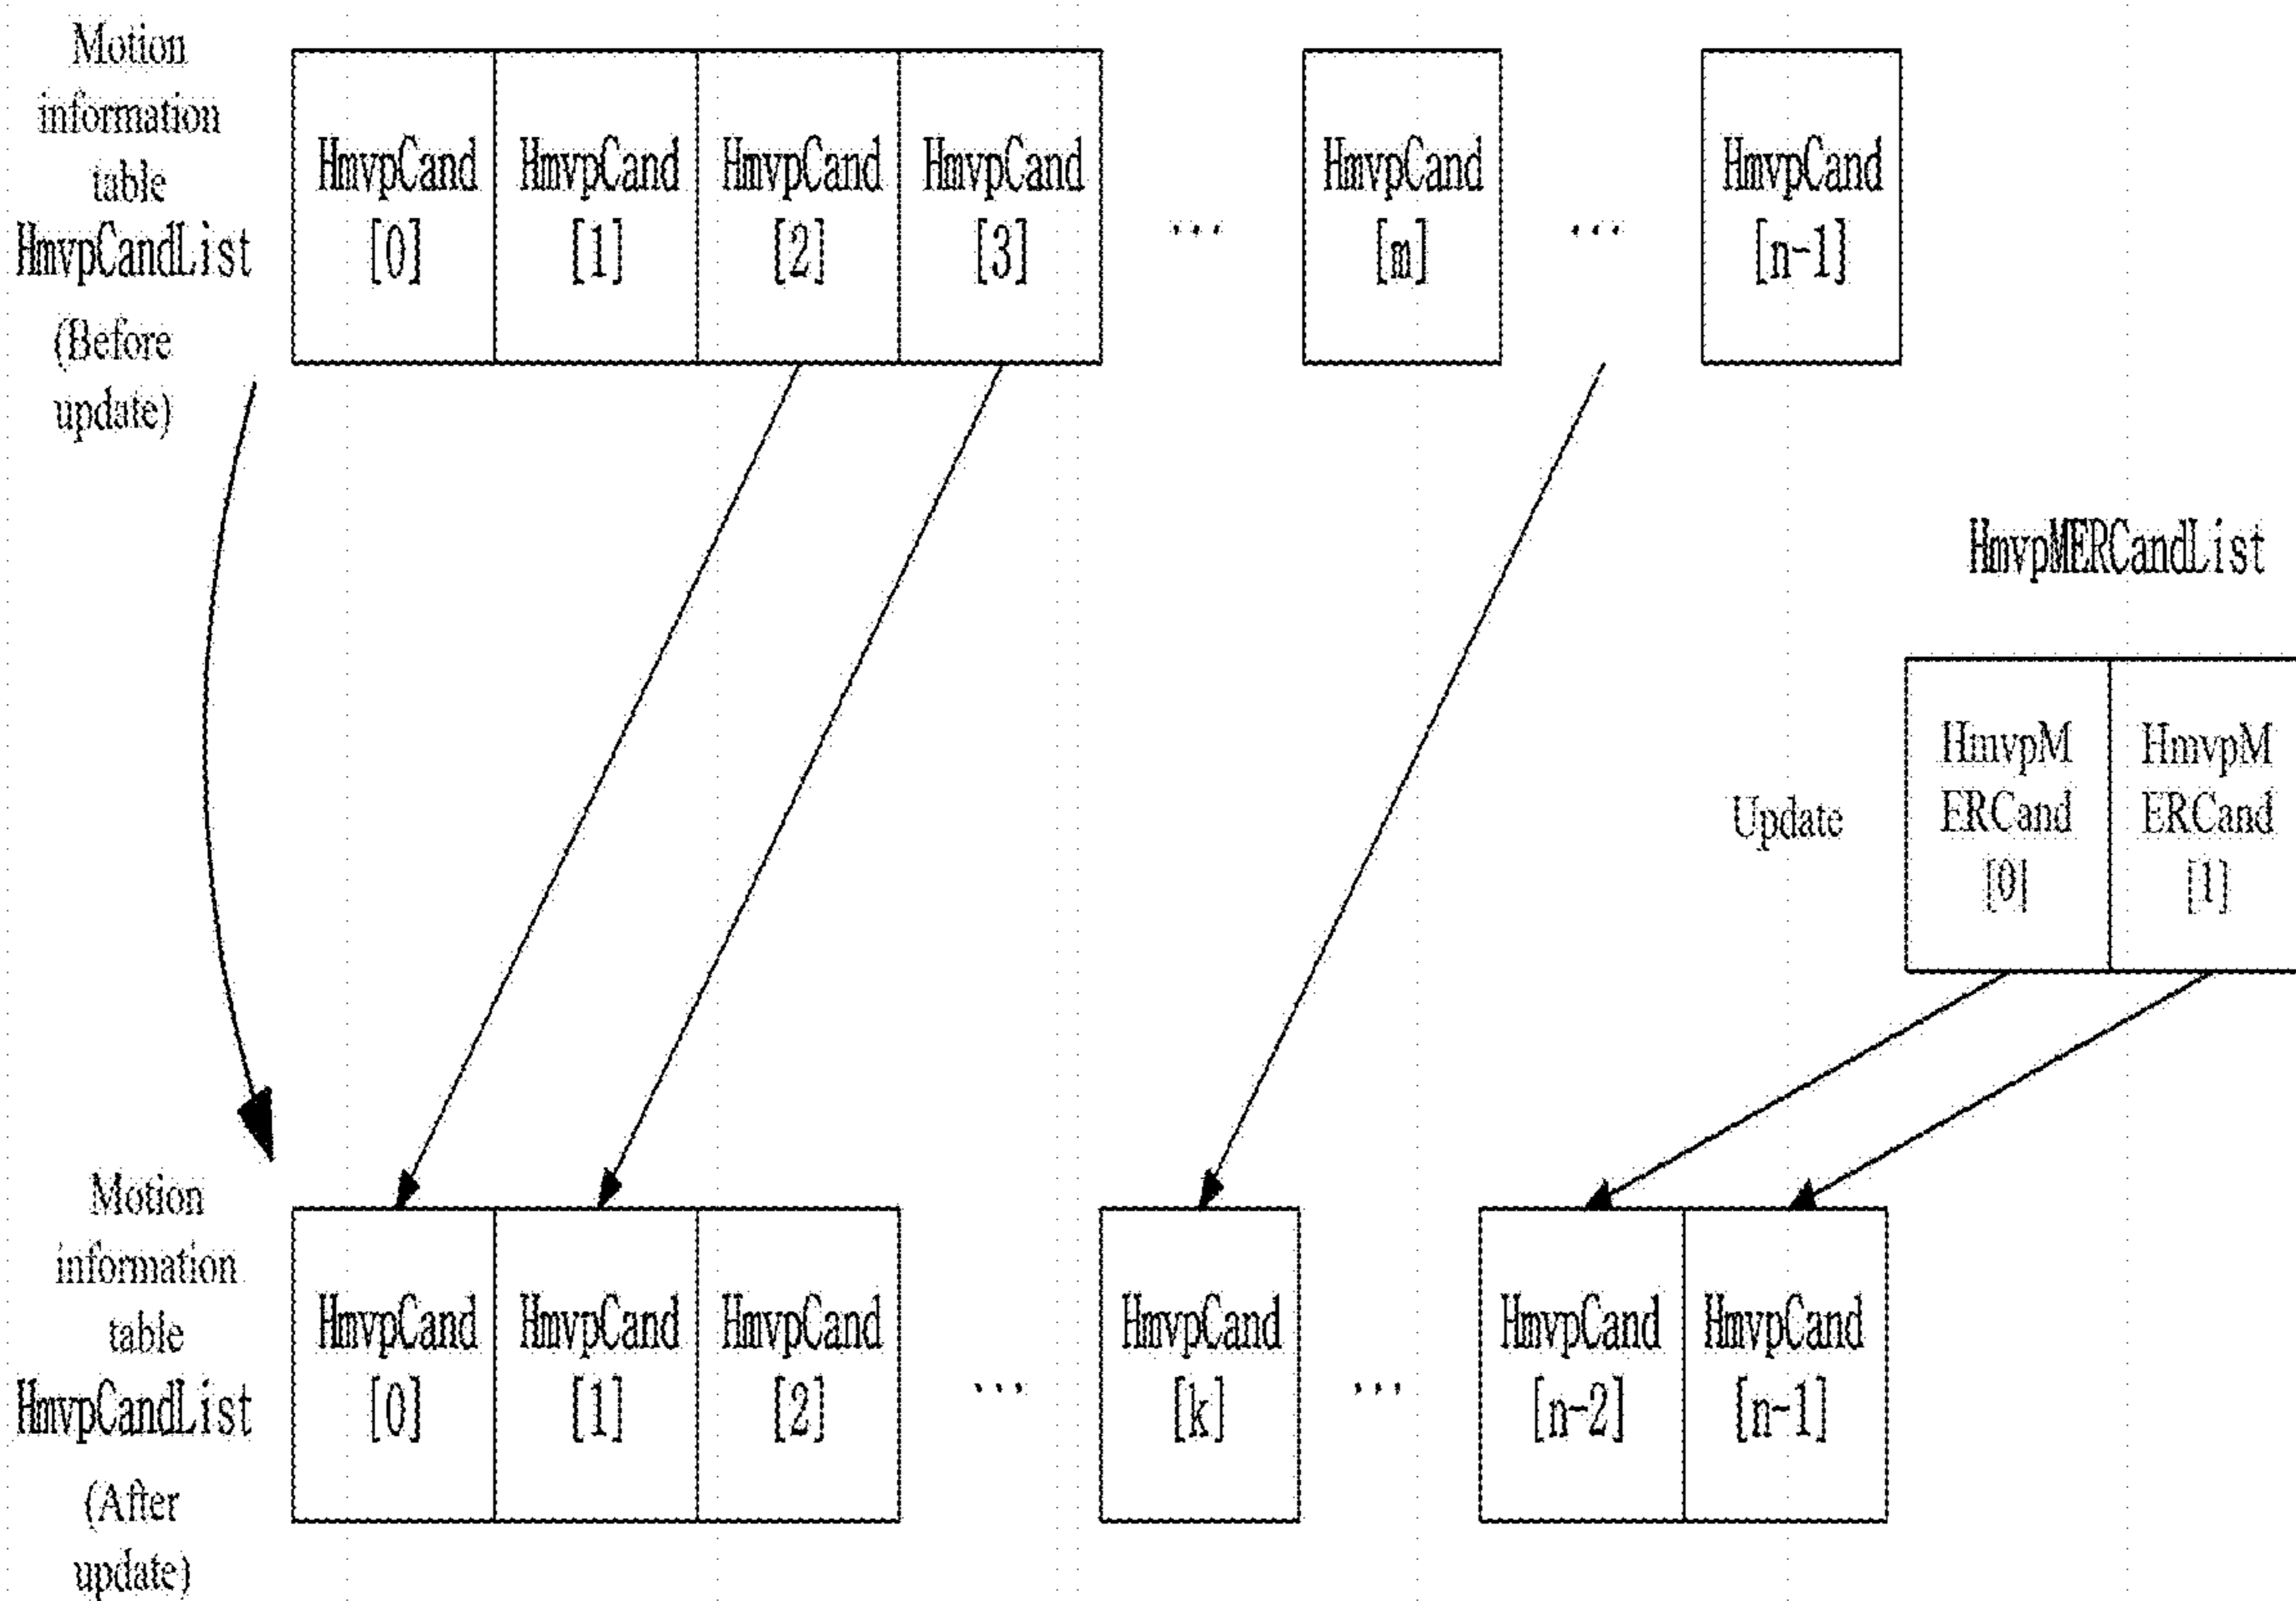 Motion
information
table
HmvpCandList
(Before
update)
HmvpCand
[0]
HmvpCand
[1]
HmvpCand
[2]
HmvpCand
[3]
...
HmvpCand
[m]
...
HmvpCand
[n-1]
HmvpMERCandList
Update
HmvpM
ERCand
[0]
HmvpM
ERCand
[1]
Motion
information
table
HmvpCandList
(After
update)
HmvpCand
[0]
HmvpCand
[1]
HmvpCand
[2]
...
HmvpCand
[k]
...
HmvpCand
[n-2]
HmvpCand
[n-1]